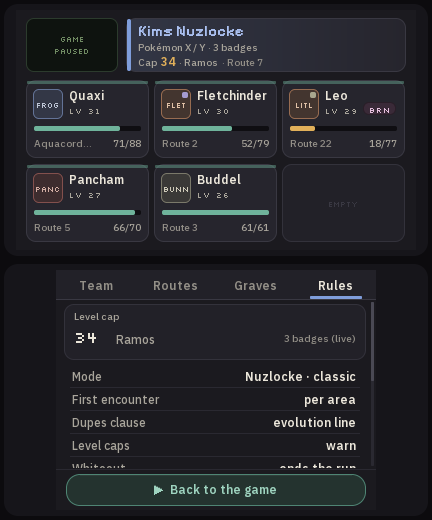 GAME
PAUSED
Kims Nuzlocke
Pokémon X / Y · 3 badges
Cap 34 · Ramos · Route 7
FROG
Quaxi
LV 31
Aquacord… 71/88
FLET
Fletchinder
LV 30
Route 2 52/79
LITL
Leo
LV 29 BRN
Route 22 18/77
PANC
Pancham
LV 27
Route 5 66/70
BUNN
Buddel
LV 26
Route 3 61/61
EMPTY
Team Routes Graves Rules
Level cap
34 Ramos 3 badges (live)
Mode Nuzlocke · classic
First encounter per area
Dupes clause evolution line
Level caps warn
Whiteout ends the run
Back to the game